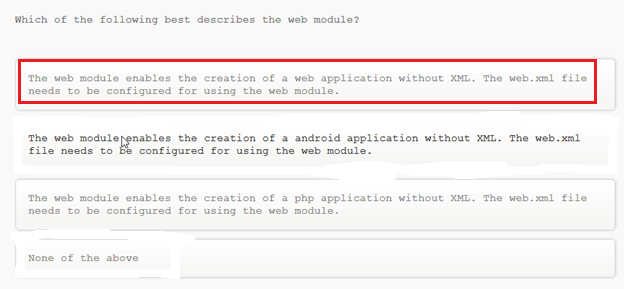 Which of the following best describes the web module?
The web module enables the creation of a web application without XML. The web.xml file
needs to be configured for using the web module.
The web module enables the creation of a android application without XML. The web.xml
file needs to be configured for using the web module.
The web module enables the creation of a php application without XML. The web.xml file
needs to be configured for using the web module.
None of the above